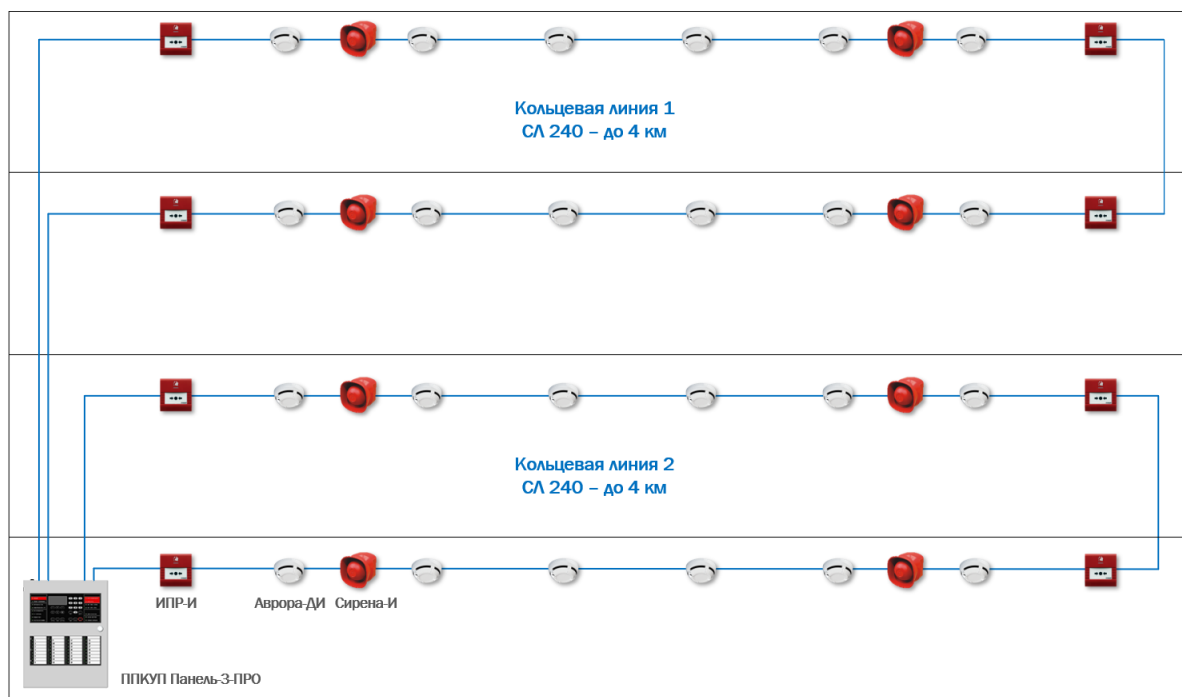 Кольцевая линия 1
СЛ 240 – до 4 км
Кольцевая линия 2
СЛ 240 – до 4 км
ИПР-И
Аврора-ДИ
Сирена-И
ППКУП Панель-3-ПРО